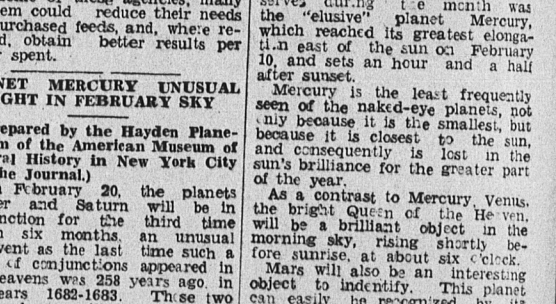 em could reduce their needs
urchased feeds, and, where re-
d, obtain better results per
spent.
NET MERCURY UNUSUAL
GHT IN FEBRUARY SKY
epared by the Hayden Plane-
m of the American Museum of
al History in New York City
he Journal.)
February 20, the planets
er and Saturn will be in
nction for the third time
six months, an unusual
vent as the last time such a
of conjunctions appeared in
eavens was 258 years ago, in
ears 1682-1683. These two
during the month was
the "elusive" planet Mercury,
which reached its greatest elonga-
tion east of the sun on February
10, and sets an hour and a half
after sunset.
Mercury is the least frequently
seen of the naked-eye planets, not
only because it is the smallest, but
because it is closest to the sun,
and consequently is lost in the
sun's brilliance for the greater part
of the year.
As a contrast to Mercury, Venus,
the bright Queen of the Heaven,
will be a brilliant object in the
morning sky, rising shortly be-
fore sunrise, at about six o'clock.
Mars will also be an interesting
object to indentify. This planet
can easily be recognized by its